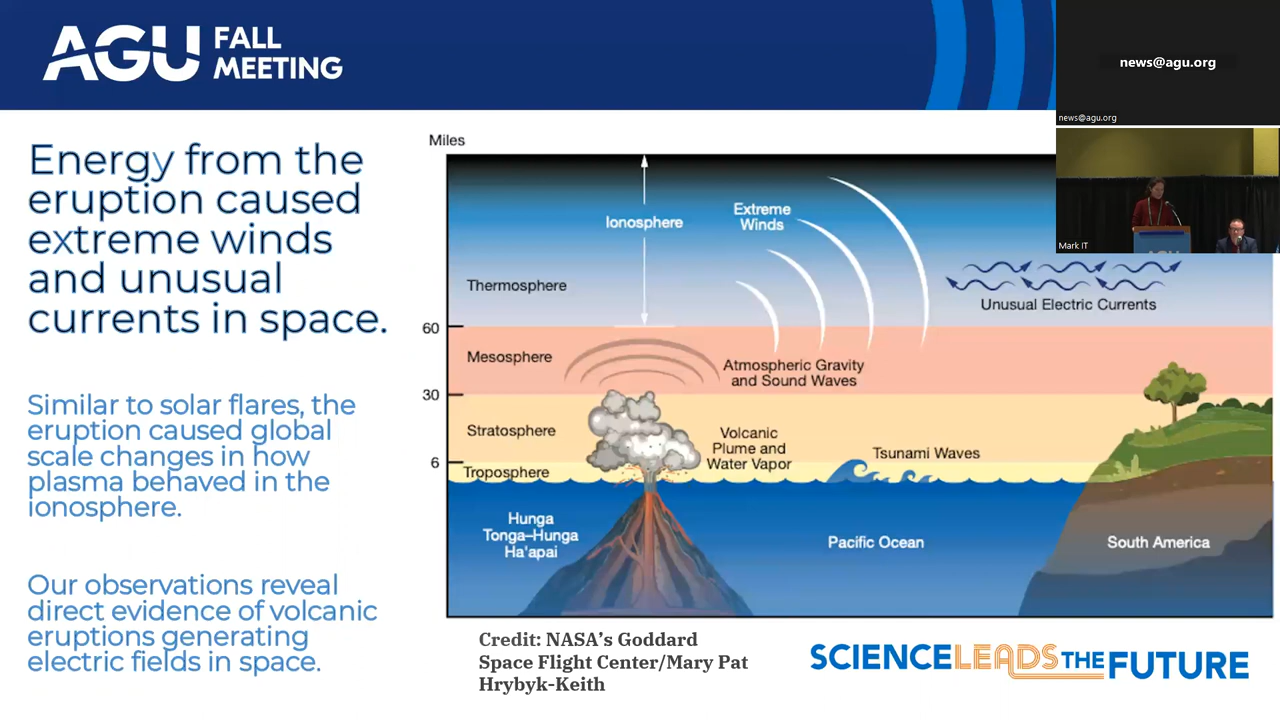 AGU FALL
MEETING
news@agu.org
news@agu.org
Mark IT
AGU
Energy from the
eruption caused
extreme winds
and unusual
currents in space.
Similar to solar flares, the
eruption caused global
scale changes in how
plasma behaved in the
ionosphere.
Our observations reveal
direct evidence of volcanic
eruptions generating
electric fields in space.
Miles
Ionosphere
Extreme
Winds
Thermosphere
Unusual Electric Currents
60
Mesosphere
Atmospheric Gravity
and Sound Waves
30
Stratosphere
Volcanic
Plume and
Water Vapor
Tsunami Waves
6
Troposphere
Hunga
Tonga–Hunga
Ha'apai
Pacific Ocean
South America
Credit: NASA's Goddard
Space Flight Center/Mary Pat
Hrybyk-Keith
SCIENCE LEADS THE FUTURE